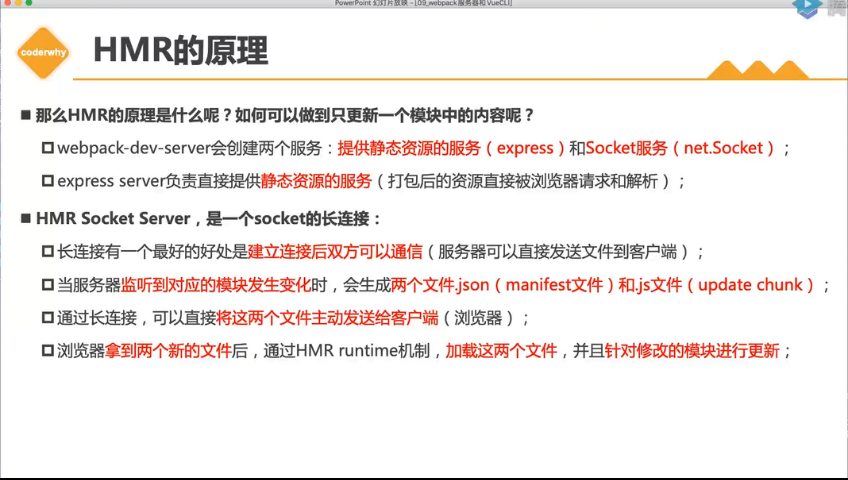 PowerPoint 幻灯片放映 - [09_webpack服务器和VueCLI]
coderwhy
HMR的原理
那么HMR的原理是什么呢？如何可以做到只更新一个模块中的内容呢？
webpack-dev-server会创建两个服务：提供静态资源的服务（express）和Socket服务（net.Socket）；
express server负责直接提供静态资源的服务（打包后的资源直接被浏览器请求和解析）；
HMR Socket Server，是一个socket的长连接：
长连接有一个最好的好处是建立连接后双方可以通信（服务器可以直接发送文件到客户端）；
当服务器监听到对应的模块发生变化时，会生成两个文件.json（manifest文件）和.js文件（update chunk）；
通过长连接，可以直接将这两个文件主动发送给客户端（浏览器）；
浏览器拿到两个新的文件后，通过HMR runtime机制，加载这两个文件，并且针对修改的模块进行更新；